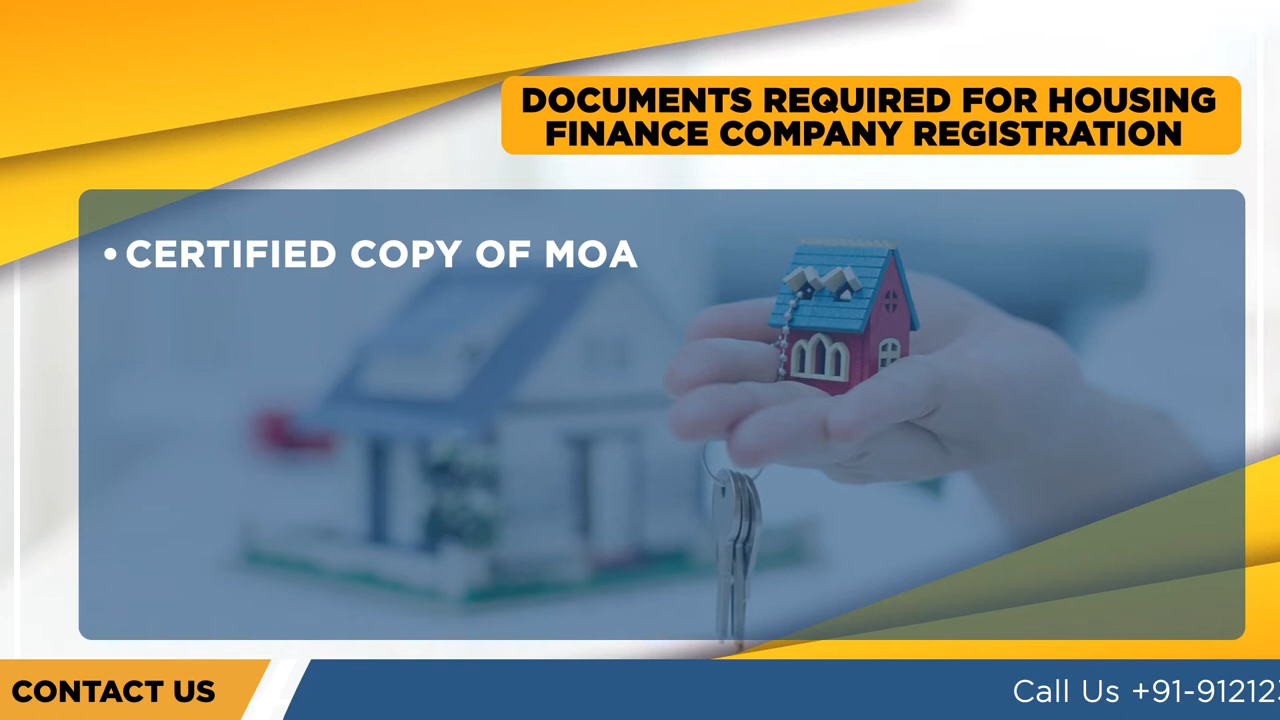 DOCUMENTS REQUIRED FOR HOUSING
FINANCE COMPANY REGISTRATION
• CERTIFIED COPY OF MOA
CONTACT US
Call Us +91-91212